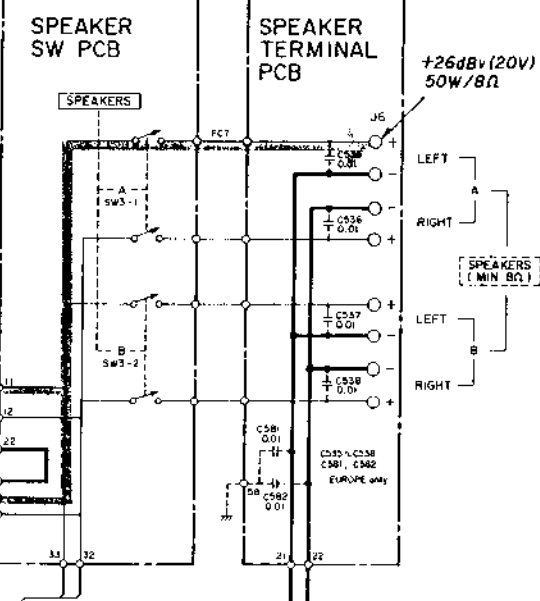 SPEAKER
SW PCB
SPEAKER
TERMINAL
PCB
+26dBv (20V)
50W/8Ω
SPEAKERS
J6
FC7
+
C535
0.01
LEFT
−
A
A
SW3-1
−
C536
0.01
RIGHT
+
SPEAKERS
(MIN 8Ω)
+
C537
0.01
LEFT
−
B
B
SW3-2
−
C538
0.01
RIGHT
+
11
12
22
C581
0.01
C535~C538
C581, C582
EUROPE only
58
C582
0.01
33
32
21
22